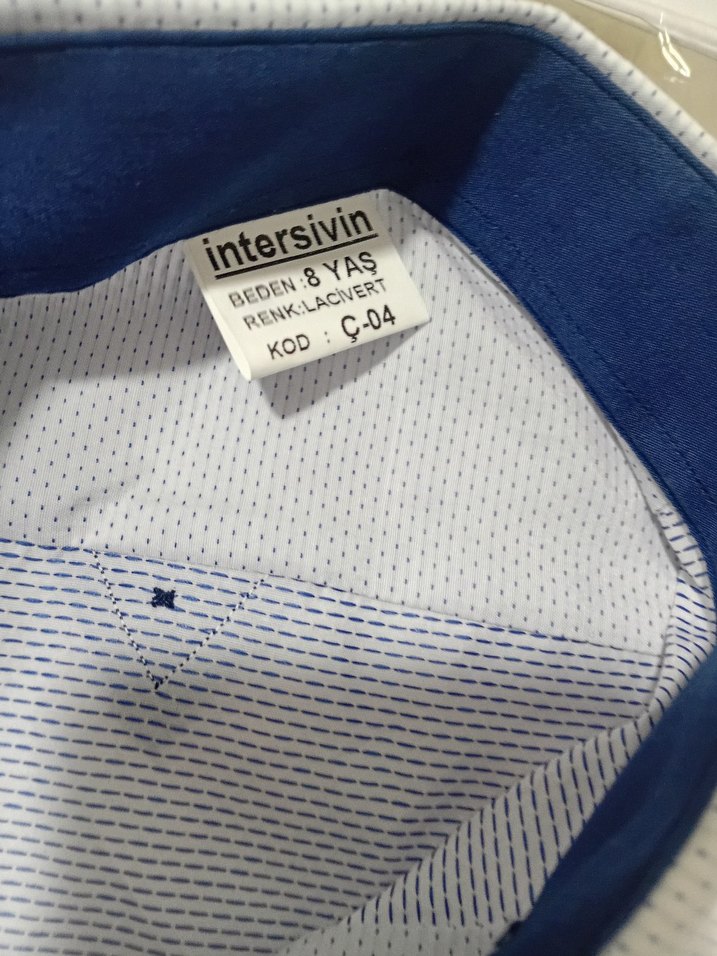 intersivin
BEDEN :8 YAŞ
RENK:LACİVERT
KOD : Ç-04